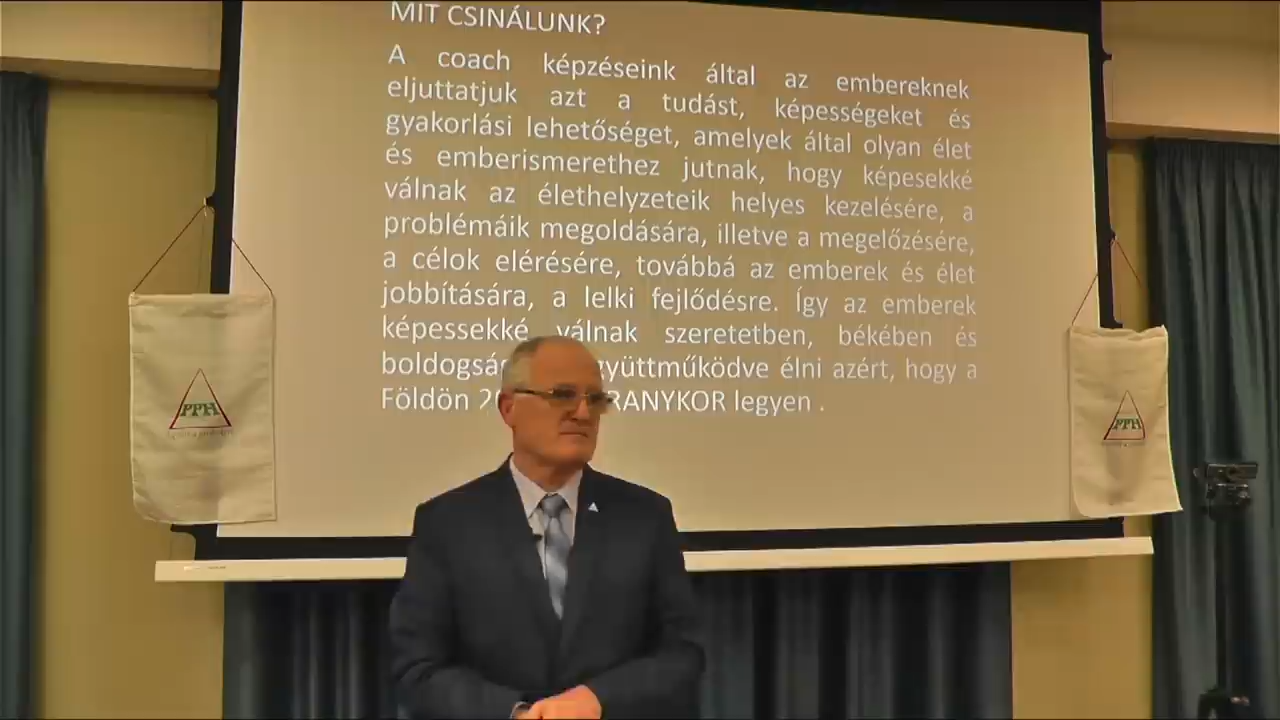 MIT CSINÁLUNK?
A coach képzéseink által az embereknek
eljuttatjuk azt a tudást, képességeket és
gyakorlási lehetőséget, amelyek által olyan élet
és emberismerethez jutnak, hogy képesekké
válnak az élethelyzeteik helyes kezelésére, a
problémáik megoldására, illetve a megelőzésére,
a célok elérésére, továbbá az emberek és élet
jobbítására, a lelki fejlődésre. Így az emberek
képessekké válnak szeretetben, békében és
élni azért, hogy a
Földön legyen .
PPH
PPH